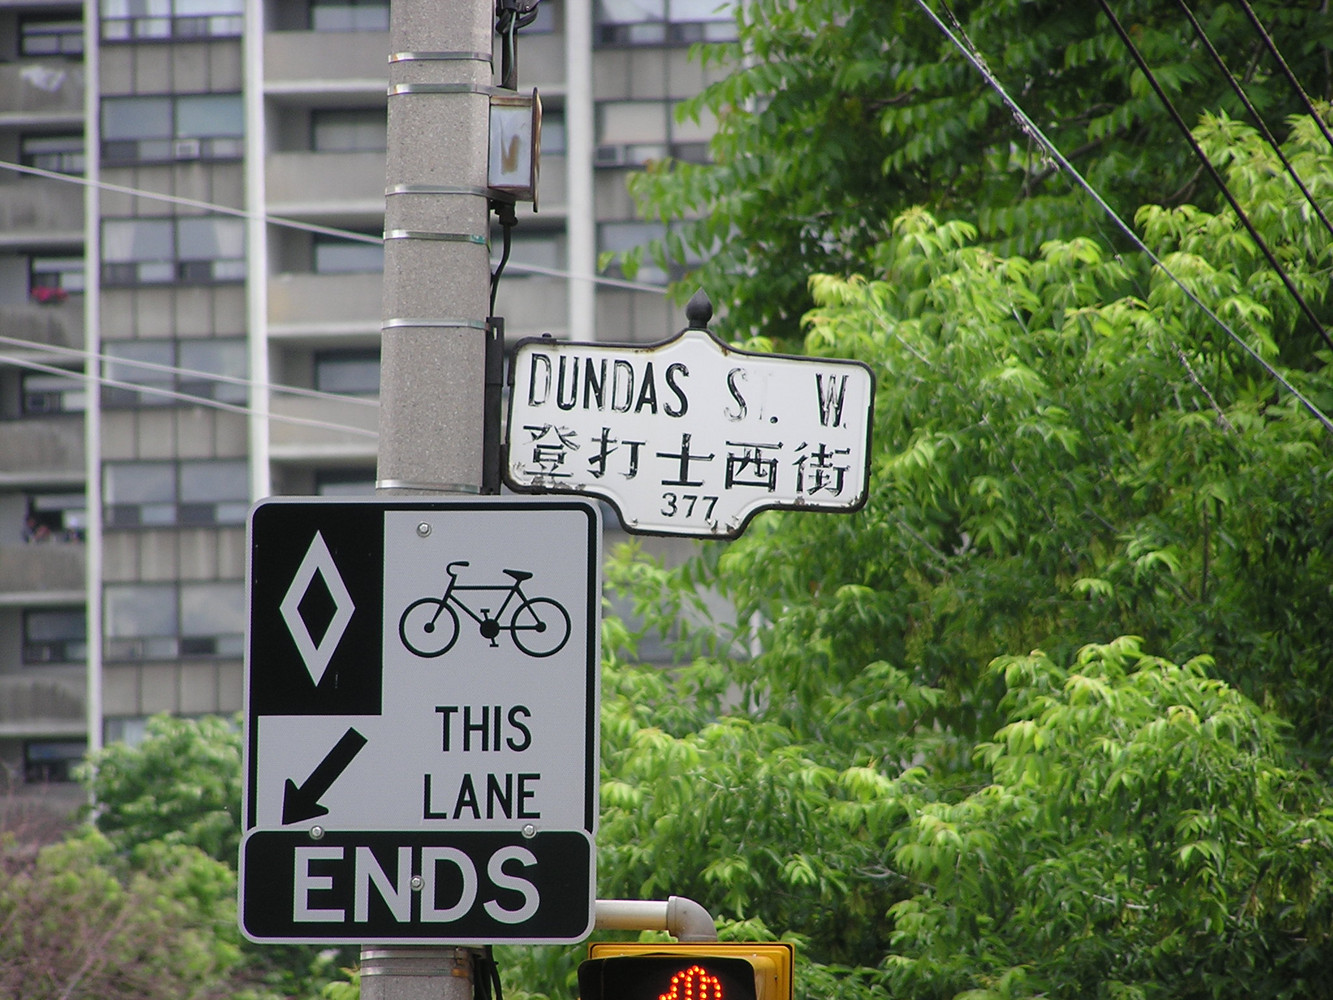 DUNDAS ST. W.
登打士西街
377
THIS
LANE
ENDS